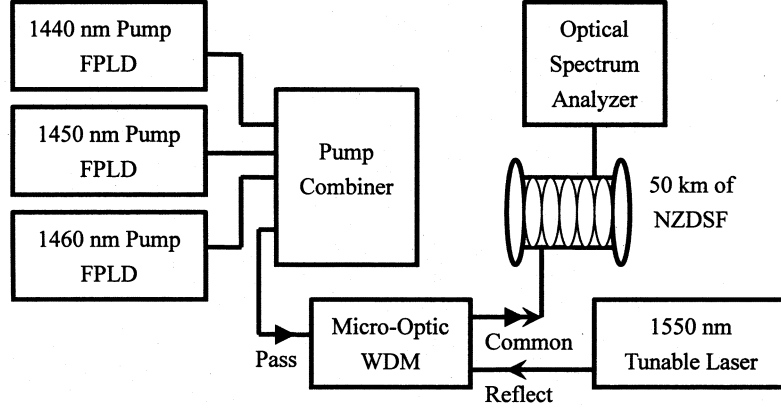 1440 nm Pump
FPLD
1450 nm Pump
FPLD
1460 nm Pump
FPLD
Pump
Combiner
Optical
Spectrum
Analyzer
50 km of
NZDSF
Micro-Optic
WDM
Pass
Common
Reflect
1550 nm
Tunable Laser